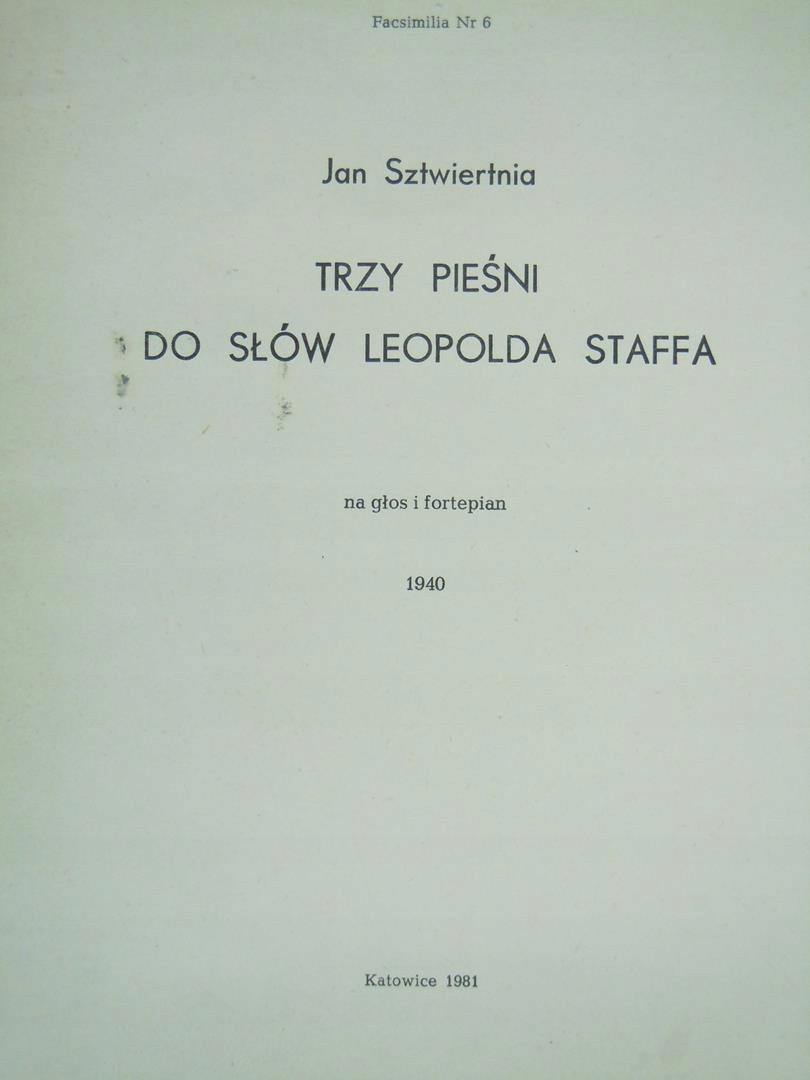 Facsimilia Nr 6
Jan Sztwiertnia
TRZY PIEŚNI
DO SŁÓW LEOPOLDA STAFFA
na głos i fortepian
1940
Katowice 1981